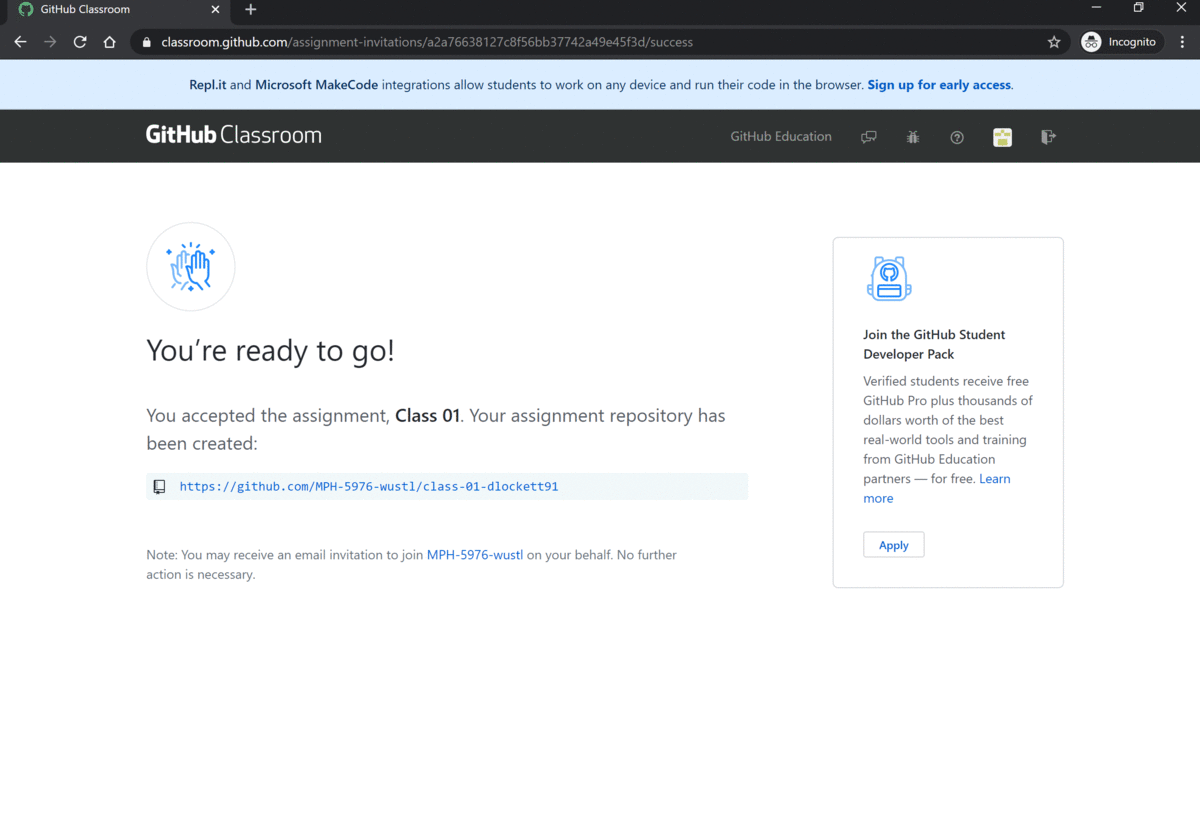 GitHub Classroom
classroom.github.com/assignment-invitations/a2a76638127c8f56bb37742a49e45f3d/success
Incognito
Repl.it and Microsoft MakeCode integrations allow students to work on any device and run their code in the browser. Sign up for early access.
GitHub Classroom
GitHub Education
You’re ready to go!
You accepted the assignment, Class 01. Your assignment repository has
been created:
https://github.com/MPH-5976-wustl/class-01-dlockett91
Note: You may receive an email invitation to join MPH-5976-wustl on your behalf. No further
action is necessary.
Join the GitHub Student
Developer Pack
Verified students receive free
GitHub Pro plus thousands of
dollars worth of the best
real-world tools and training
from GitHub Education
partners — for free. Learn
more
Apply